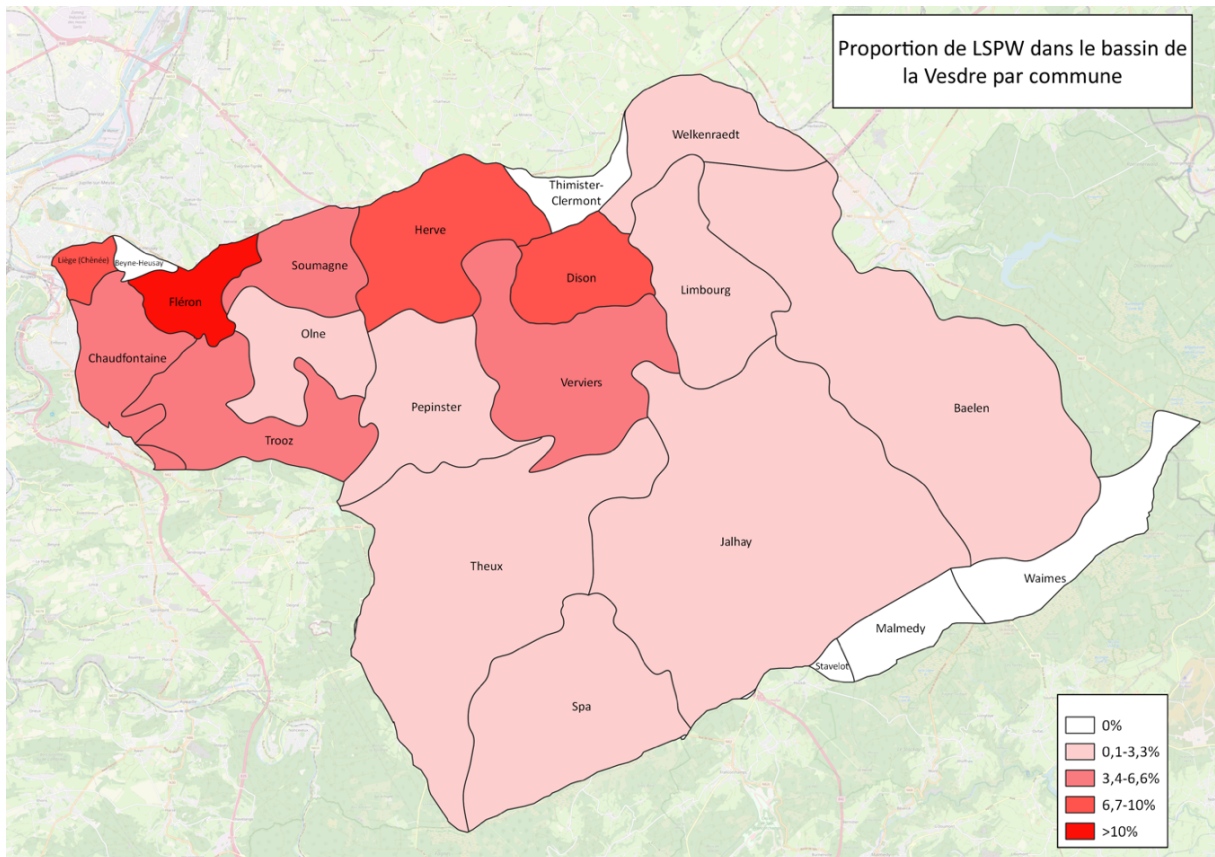 Proportion de LSPW dans le bassin de
la Vesdre par commune
Welkenraedt
Thimister-
Clermont
Herve
Liège (Chênée)
Beyne-Heusay
Soumagne
Dison
Limbourg
Fléron
Olne
Chaudfontaine
Verviers
Pepinster
Baelen
Trooz
Jalhay
Theux
Waimes
Malmedy
Stavelot
Spa
0%
0,1-3,3%
3,4-6,6%
6,7-10%
>10%